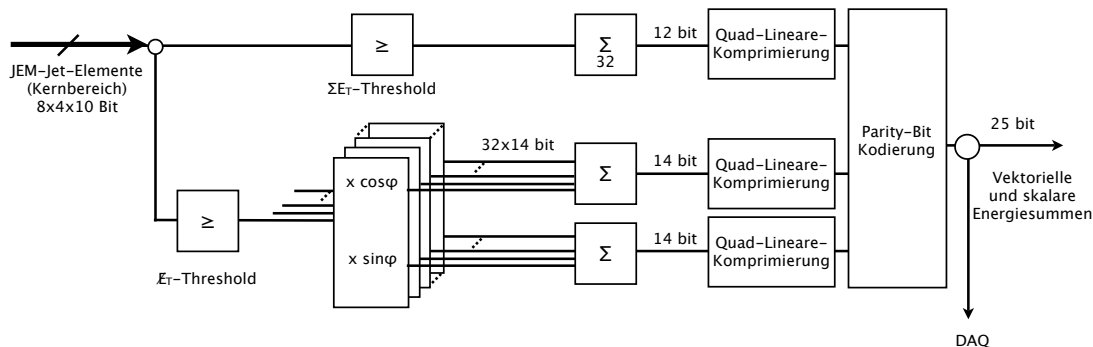 JEM-Jet-Elemente
(Kernbereich)
8x4x10 Bit
≥
ΣE_T-Threshold
Σ
32
12 bit
Quad-Lineare-
Komprimierung
≥
E̸_T-Threshold
x cosφ
x sinφ
32x14 bit
Σ
14 bit
Quad-Lineare-
Komprimierung
Σ
14 bit
Quad-Lineare-
Komprimierung
Parity-Bit
Kodierung
25 bit
Vektorielle
und skalare
Energiesummen
DAQ